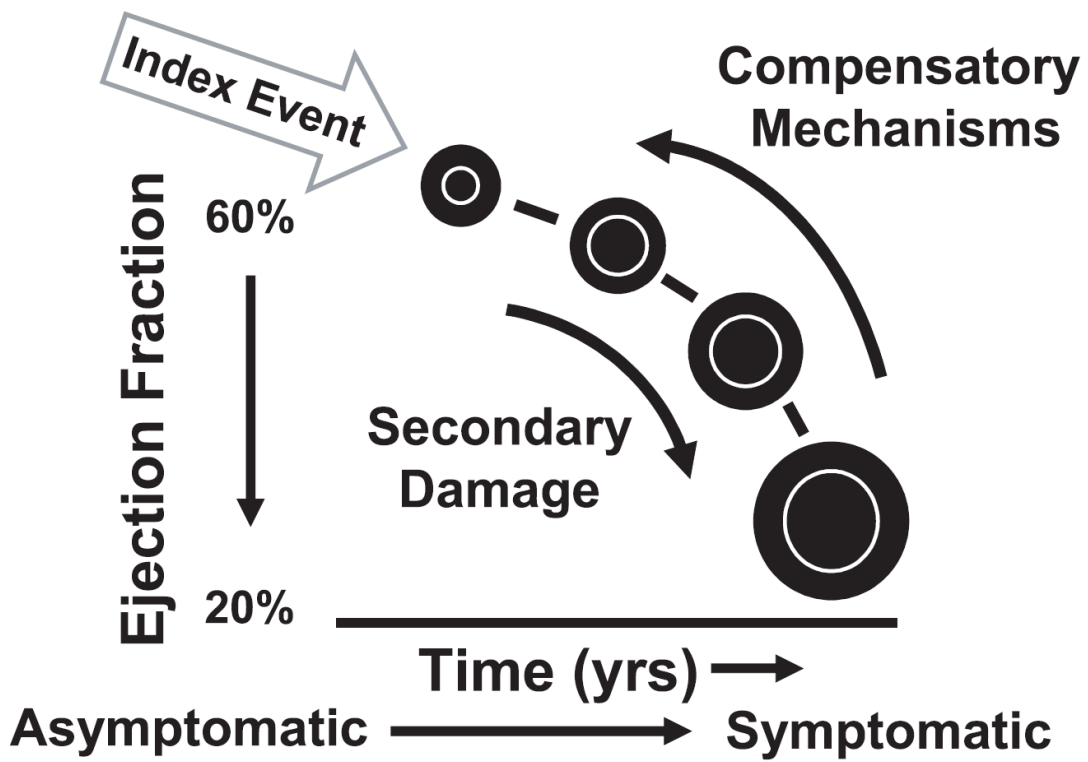 Index Event
Compensatory
Mechanisms
Ejection Fraction
60%
Secondary
Damage
20%
Time (yrs)
Asymptomatic
Symptomatic